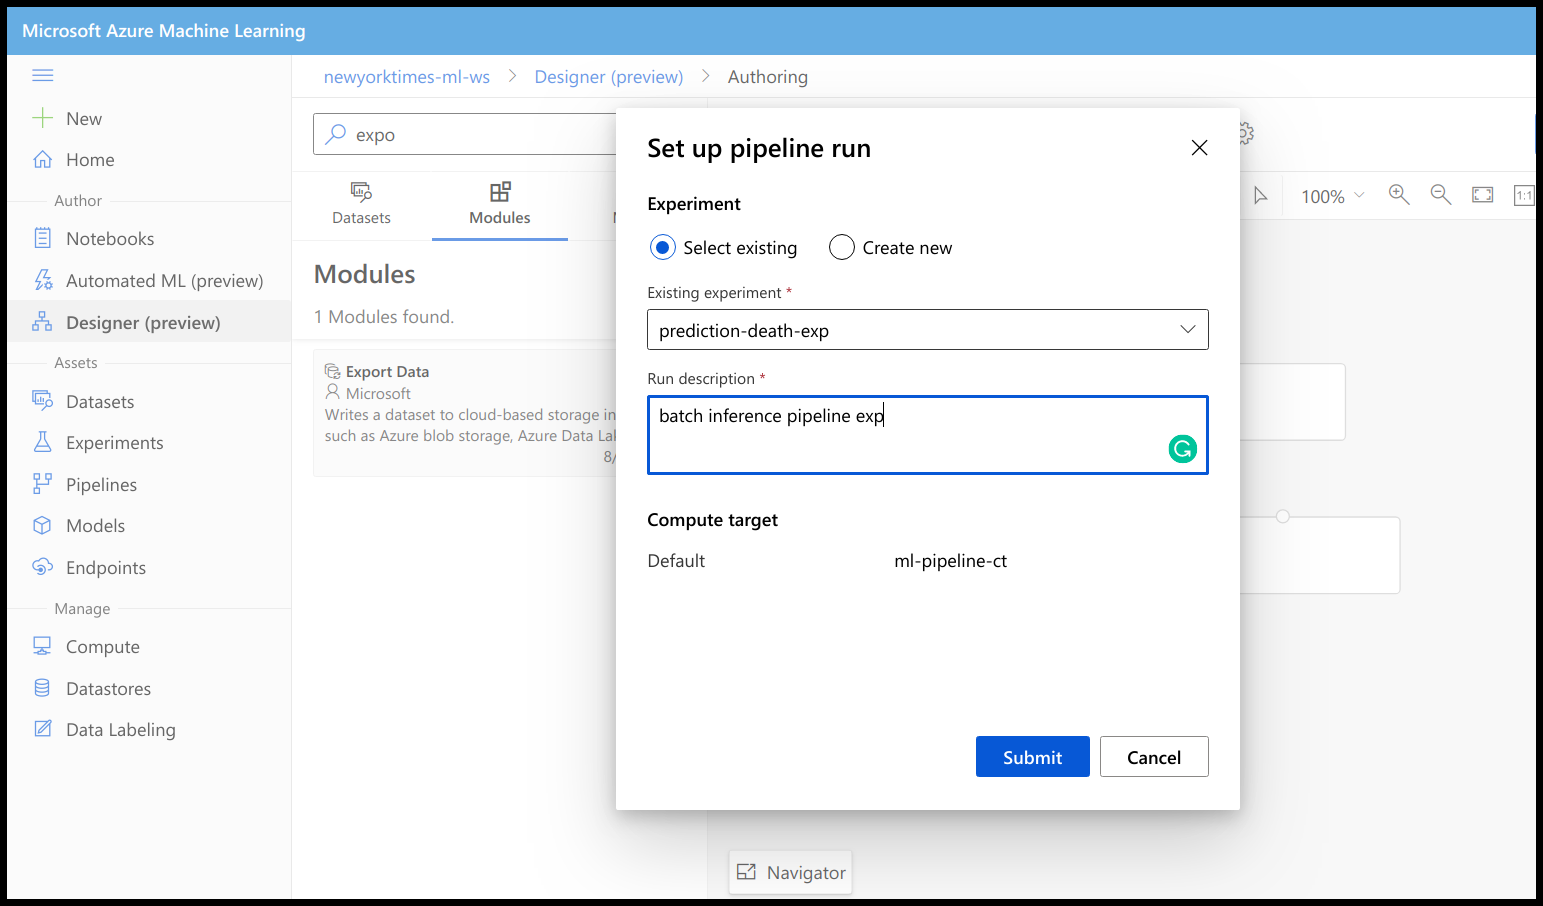 Microsoft Azure Machine Learning
newyorktimes-ml-ws > Designer (preview) > Authoring
New
Home
Author
Notebooks
Automated ML (preview)
Designer (preview)
Assets
Datasets
Experiments
Pipelines
Models
Endpoints
Manage
Compute
Datastores
Data Labeling
expo
Datasets
Modules
Modules
1 Modules found.
Export Data
Microsoft
Writes a dataset to cloud-based storage in
such as Azure blob storage, Azure Data
8/
Set up pipeline run
Experiment
Select existing
Create new
Existing experiment *
prediction-death-exp
Run description *
batch inference pipeline exp
Compute target
Default
ml-pipeline-ct
Submit
Cancel
100%
1:1
Navigator